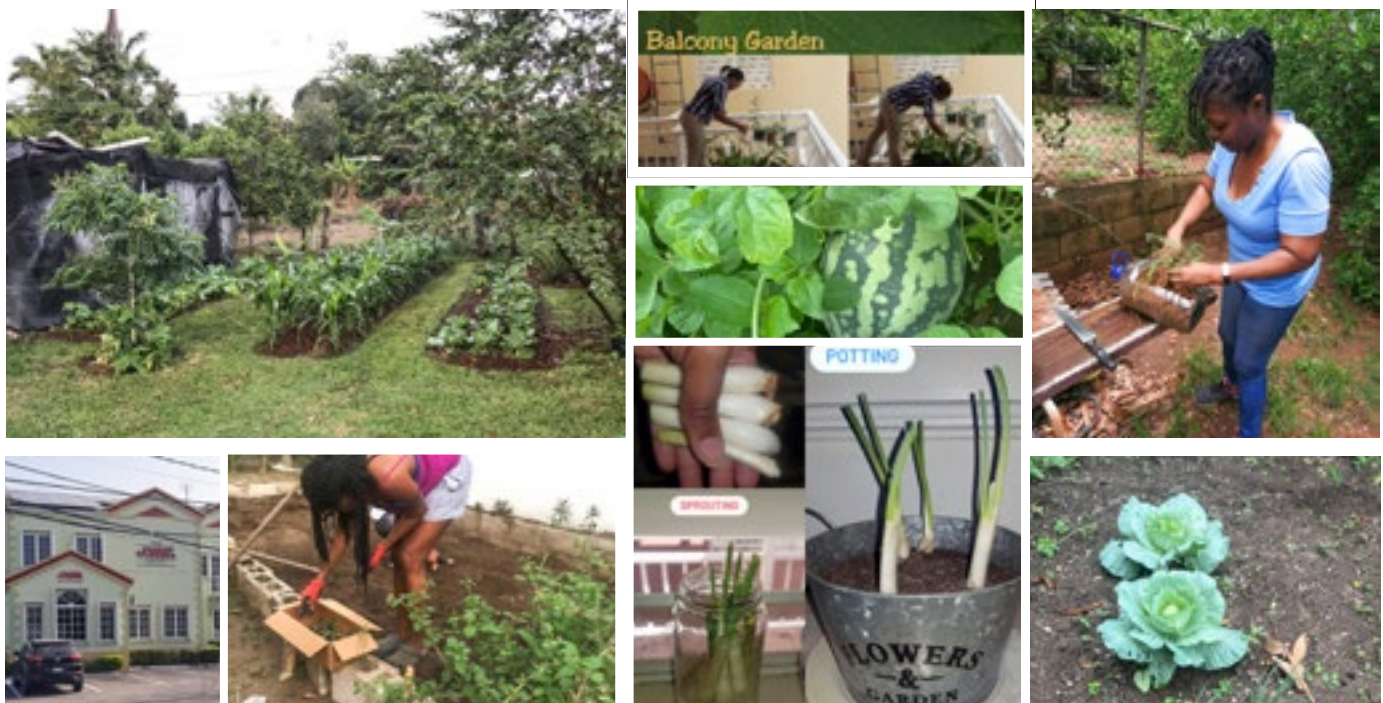 Balcony Garden
POTTING
SPROUTING
FLOWERS
&
GARDEN